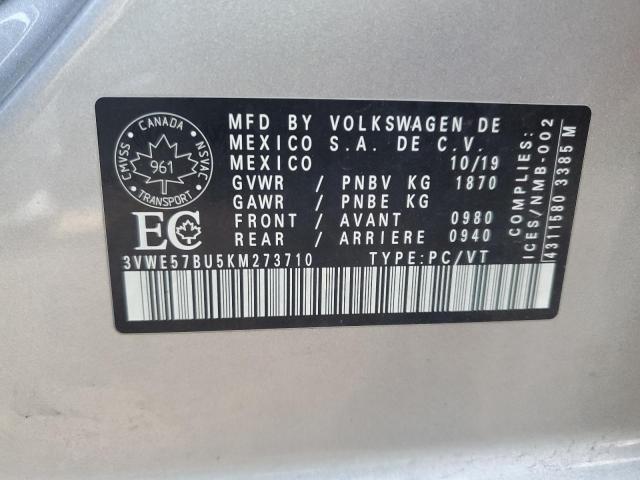 CANADA
CMVSS NSVAC
961
TRANSPORT
EC
MFD BY VOLKSWAGEN DE
MEXICO S.A. DE C.V.
MEXICO 10/19
GVWR / PNBV KG 1870
GAWR / PNBE KG
FRONT / AVANT 0980
REAR / ARRIERE 0940
3VWE57BU5KM273710 TYPE:PC/VT
COMPLIES:
ICES/NMB-002
4311580 3385 M